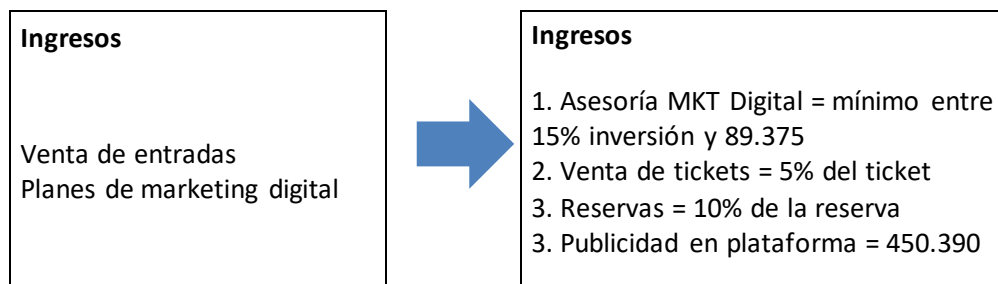 Ingresos
Venta de entradas
Planes de marketing digital
Ingresos
1. Asesoría MKT Digital = mínimo entre
15% inversión y 89.375
2. Venta de tickets = 5% del ticket
3. Reservas = 10% de la reserva
3. Publicidad en plataforma = 450.390